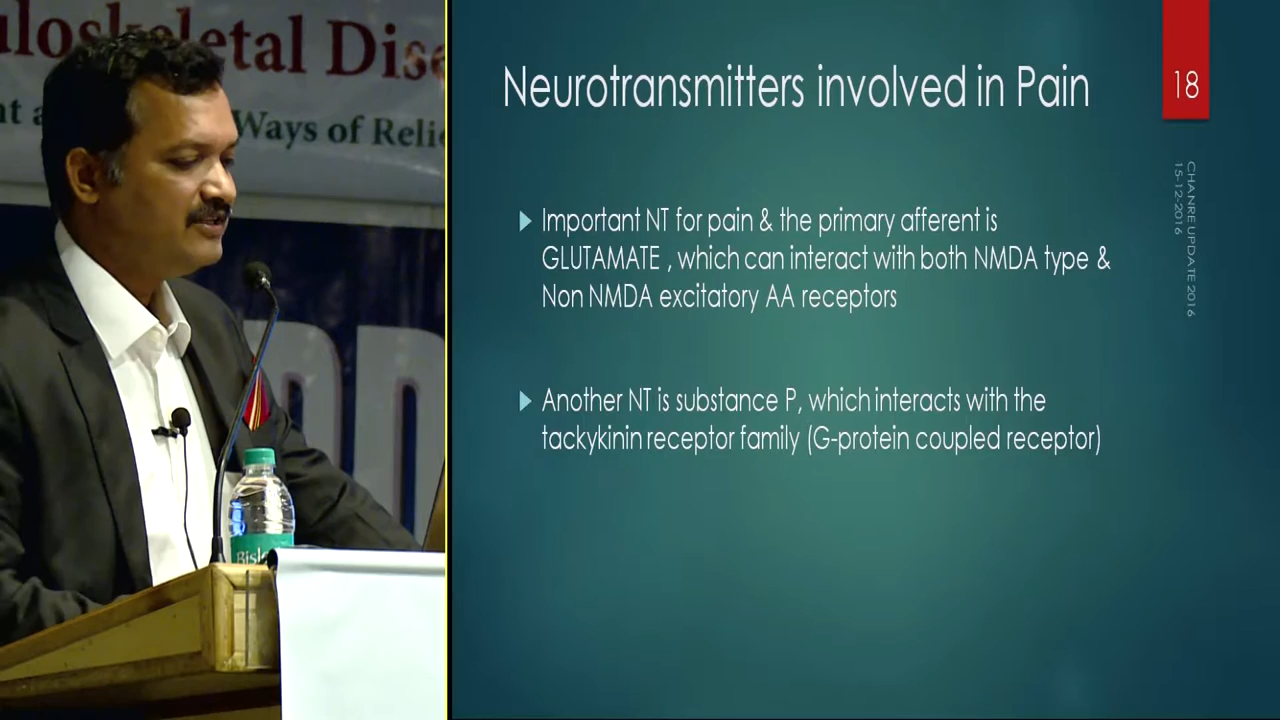 uloskeletal Dise
nt a
Ways of Relie
Bisle
Neurotransmitters involved in Pain
18
CHANRE UPDATE 2016
15-12-2016
Important NT for pain & the primary afferent is
GLUTAMATE , which can interact with both NMDA type &
Non NMDA excitatory AA receptors
Another NT is substance P, which interacts with the
tackykinin receptor family (G-protein coupled receptor)